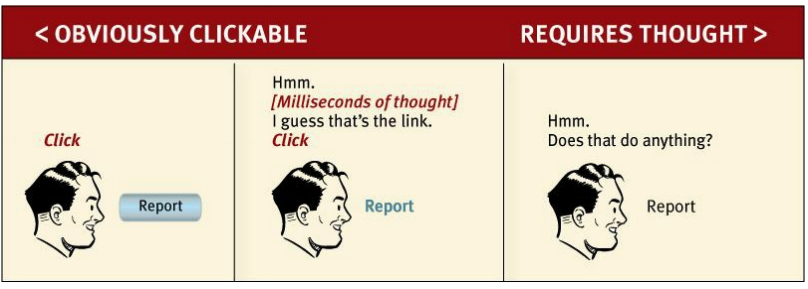 < OBVIOUSLY CLICKABLE
REQUIRES THOUGHT >
Click
Report
Hmm.
[Milliseconds of thought]
I guess that's the link.
Click
Report
Hmm.
Does that do anything?
Report